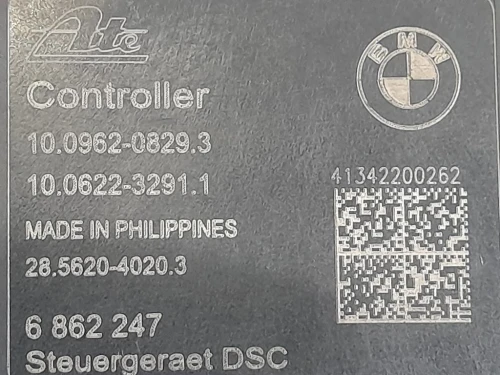 Ate
BMW
Controller
10.0962-0829.3
10.0622-3291.1
41342200262
MADE IN PHILIPPINES
28.5620-4020.3
6 862 247
Steuergeraet DSC